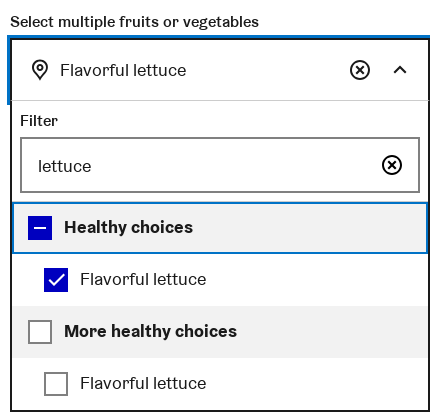 Select multiple fruits or vegetables
Flavorful lettuce
Filter
lettuce
Healthy choices
Flavorful lettuce
More healthy choices
Flavorful lettuce